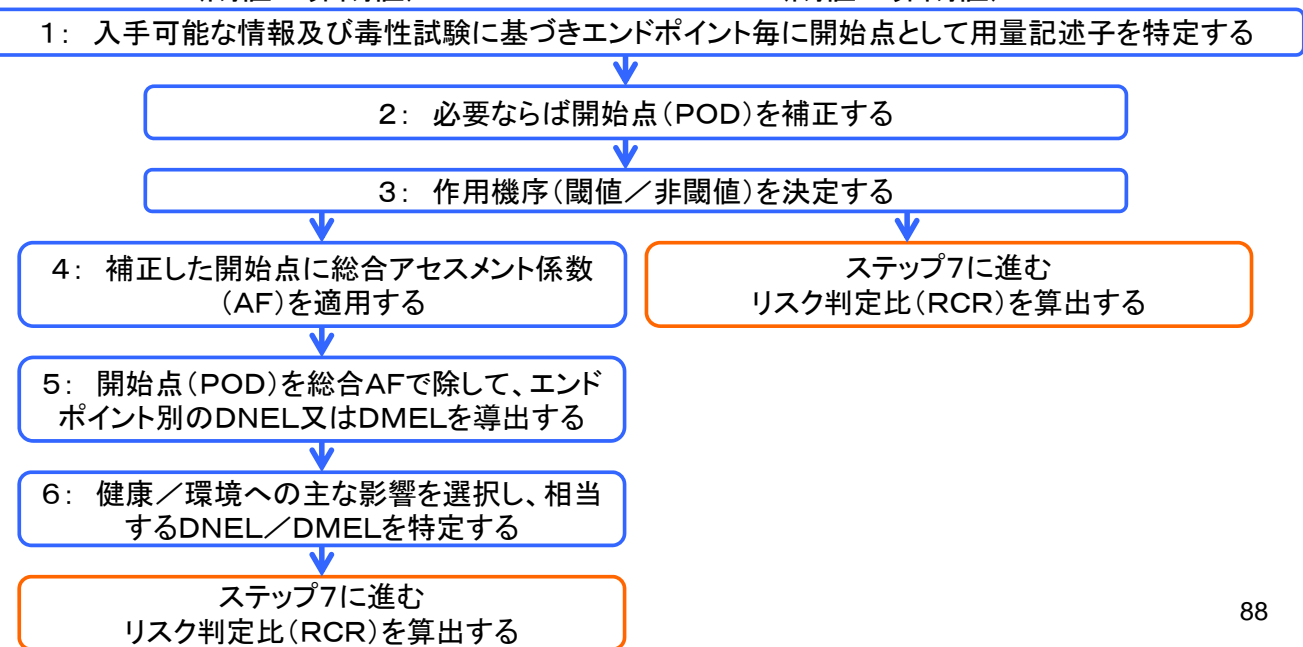 1： 入手可能な情報及び毒性試験に基づきエンドポイント毎に開始点として用量記述子を特定する
2： 必要ならば開始点（POD）を補正する
3： 作用機序（閾値／非閾値）を決定する
4： 補正した開始点に総合アセスメント係数
（AF）を適用する
ステップ7に進む
リスク判定比（RCR）を算出する
5： 開始点（POD）を総合AFで除して、エンド
ポイント別のDNEL又はDMELを導出する
6： 健康／環境への主な影響を選択し、相当
するDNEL／DMELを特定する
ステップ7に進む
リスク判定比（RCR）を算出する
88